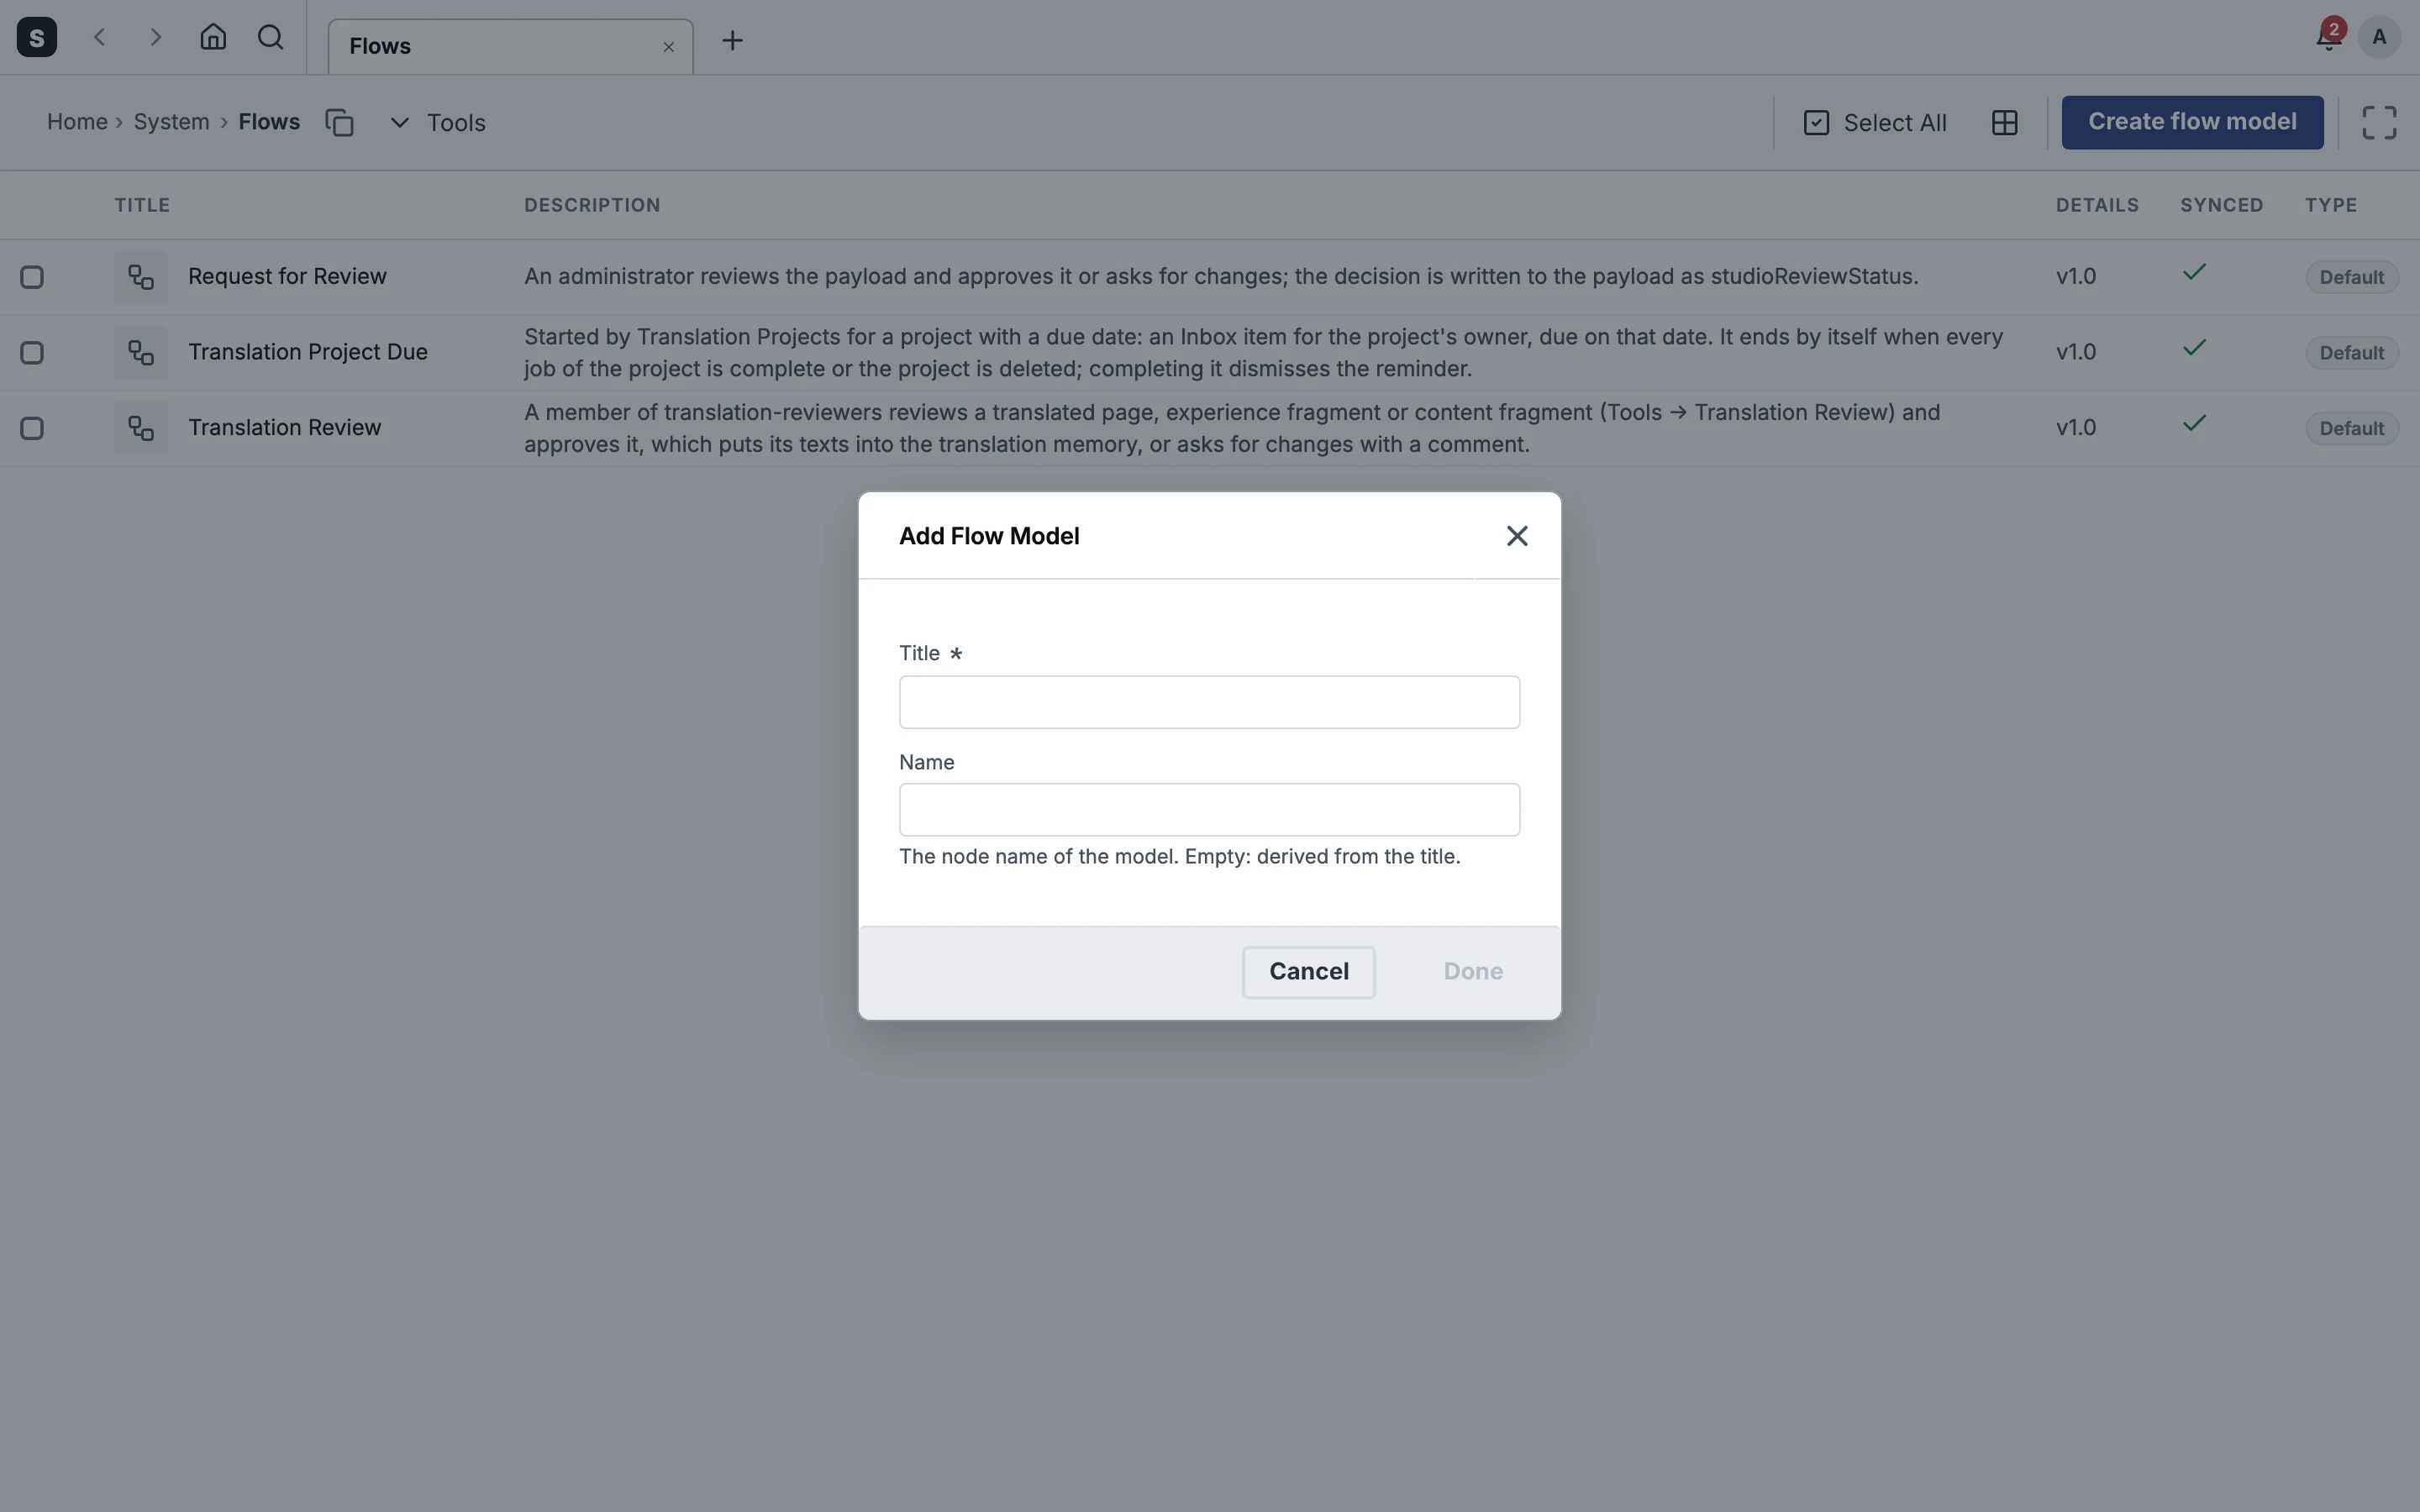 S
Flows
2
A
Home › System › Flows
Tools
Select All
Create flow model
TITLE
DESCRIPTION
DETAILS
SYNCED
TYPE
Request for Review
An administrator reviews the payload and approves it or asks for changes; the decision is written to the payload as studioReviewStatus.
v1.0
Default
Translation Project Due
Started by Translation Projects for a project with a due date: an Inbox item for the project's owner, due on that date. It ends by itself when every
job of the project is complete or the project is deleted; completing it dismisses the reminder.
v1.0
Default
Translation Review
A member of translation-reviewers reviews a translated page, experience fragment or content fragment (Tools → Translation Review) and
approves it, which puts its texts into the translation memory, or asks for changes with a comment.
v1.0
Default
Add Flow Model
Title *
Name
The node name of the model. Empty: derived from the title.
Cancel
Done